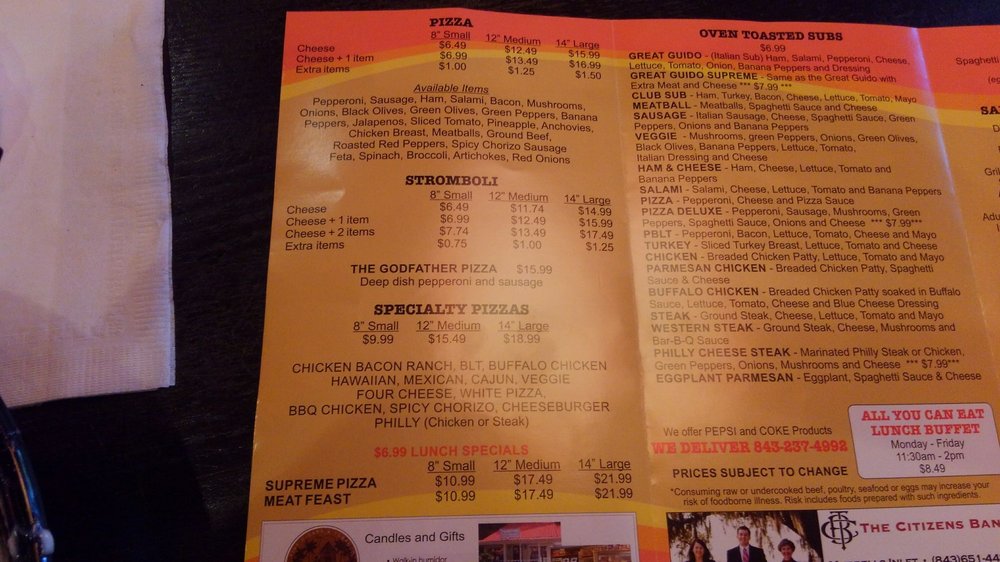 PIZZA
8" Small 12" Medium 14" Large
Cheese $6.49 $12.49 $15.99
Cheese + 1 item $6.99 $13.49 $16.99
Extra items $1.00 $1.25 $1.50
Available Items
Pepperoni, Sausage, Ham, Salami, Bacon, Mushrooms,
Onions, Black Olives, Green Olives, Green Peppers, Banana
Peppers, Jalapenos, Sliced Tomato, Pineapple, Anchovies,
Chicken Breast, Meatballs, Ground Beef,
Roasted Red Peppers, Spicy Chorizo Sausage
Feta, Spinach, Broccoli, Artichokes, Red Onions
STROMBOLI
8" Small 12" Medium 14" Large
Cheese $6.49 $11.74 $14.99
Cheese + 1 item $6.99 $12.49 $15.99
Cheese + 2 items $7.74 $13.49 $17.49
Extra items $0.75 $1.00 $1.25
THE GODFATHER PIZZA $15.99
Deep dish pepperoni and sausage
SPECIALTY PIZZAS
8" Small 12" Medium 14" Large
$9.99 $15.49 $18.99
CHICKEN BACON RANCH, BLT, BUFFALO CHICKEN
HAWAIIAN, MEXICAN, CAJUN, VEGGIE
FOUR CHEESE, WHITE PIZZA,
BBQ CHICKEN, SPICY CHORIZO, CHEESEBURGER
PHILLY (Chicken or Steak)
$6.99 LUNCH SPECIALS
8" Small 12" Medium 14" Large
SUPREME PIZZA $10.99 $17.49 $21.99
MEAT FEAST $10.99 $17.49 $21.99
Candles and Gifts
Walk-in humidor
OVEN TOASTED SUBS
$6.99
GREAT GUIDO - (Italian Sub) Ham, Salami, Pepperoni, Cheese,
Lettuce, Tomato, Onion, Banana Peppers and Dressing
GREAT GUIDO SUPREME - Same as the Great Guido with
Extra Meat and Cheese *** $7.99 ***
CLUB SUB - Ham, Turkey, Bacon, Cheese, Lettuce, Tomato, Mayo
MEATBALL - Meatballs, Spaghetti Sauce and Cheese
SAUSAGE - Italian Sausage, Cheese, Spaghetti Sauce, Green
Peppers, Onions and Banana Peppers
VEGGIE - Mushrooms, green Peppers, Onions, Green Olives,
Black Olives, Banana Peppers, Lettuce, Tomato,
Italian Dressing and Cheese
HAM & CHEESE - Ham, Cheese, Lettuce, Tomato and
Banana Peppers
SALAMI - Salami, Cheese, Lettuce, Tomato and Banana Peppers
PIZZA - Pepperoni, Cheese and Pizza Sauce
PIZZA DELUXE - Pepperoni, Sausage, Mushrooms, Green
Peppers, Spaghetti Sauce, Onions and Cheese *** $7.99***
PBLT - Pepperoni, Bacon, Lettuce, Tomato, Cheese and Mayo
TURKEY - Sliced Turkey Breast, Lettuce, Tomato and Cheese
CHICKEN - Breaded Chicken Patty, Lettuce, Tomato and Mayo
PARMESAN CHICKEN - Breaded Chicken Patty, Spaghetti
Sauce & Cheese
BUFFALO CHICKEN - Breaded Chicken Patty soaked in Buffalo
Sauce, Lettuce, Tomato, Cheese and Blue Cheese Dressing
STEAK - Ground Steak, Cheese, Lettuce, Tomato and Mayo
WESTERN STEAK - Ground Steak, Cheese, Mushrooms and
Bar-B-Q Sauce
PHILLY CHEESE STEAK - Marinated Philly Steak or Chicken,
Green Peppers, Onions, Mushrooms and Cheese *** $7.99***
EGGPLANT PARMESAN - Eggplant, Spaghetti Sauce & Cheese
We offer PEPSI and COKE Products
WE DELIVER 843-237-4992
PRICES SUBJECT TO CHANGE
ALL YOU CAN EAT
LUNCH BUFFET
Monday - Friday
11:30am - 2pm
$8.49
*Consuming raw or undercooked beef, poultry, seafood or eggs may increase your
risk of foodborne illness. Risk includes foods prepared with such ingredients.
THE CITIZENS BAN
(843)651-44
Spaghetti